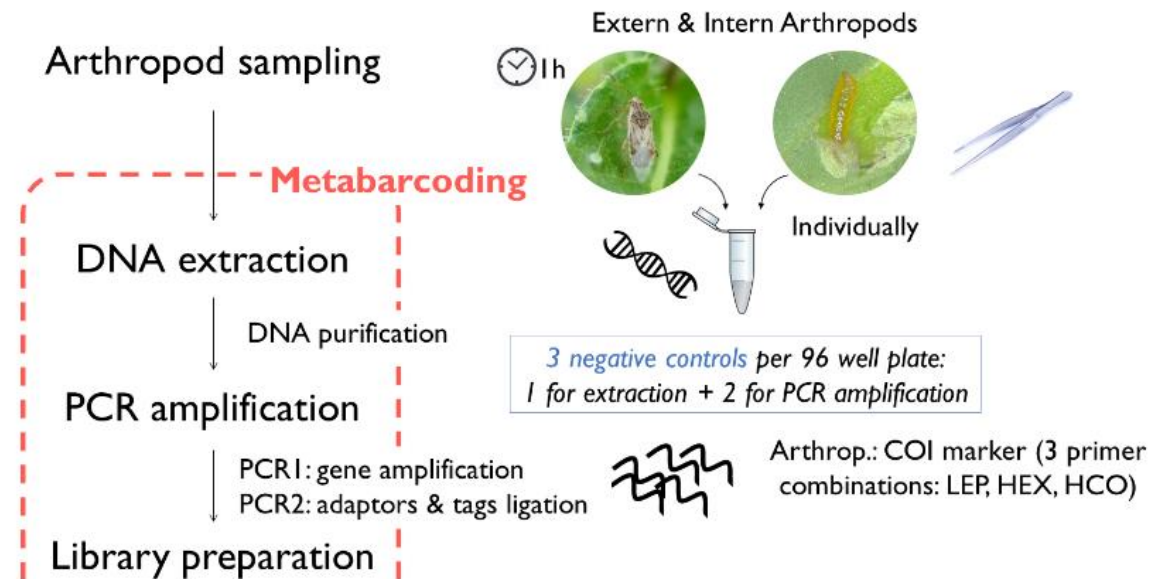 Extern & Intern Arthropods
Arthropod sampling
1h
Metabarcoding
Individually
DNA extraction
DNA purification
3 negative controls per 96 well plate:
1 for extraction + 2 for PCR amplification
PCR amplification
PCR1: gene amplification
PCR2: adaptors & tags ligation
Arthrop.: COI marker (3 primer
combinations: LEP, HEX, HCO)
Library preparation